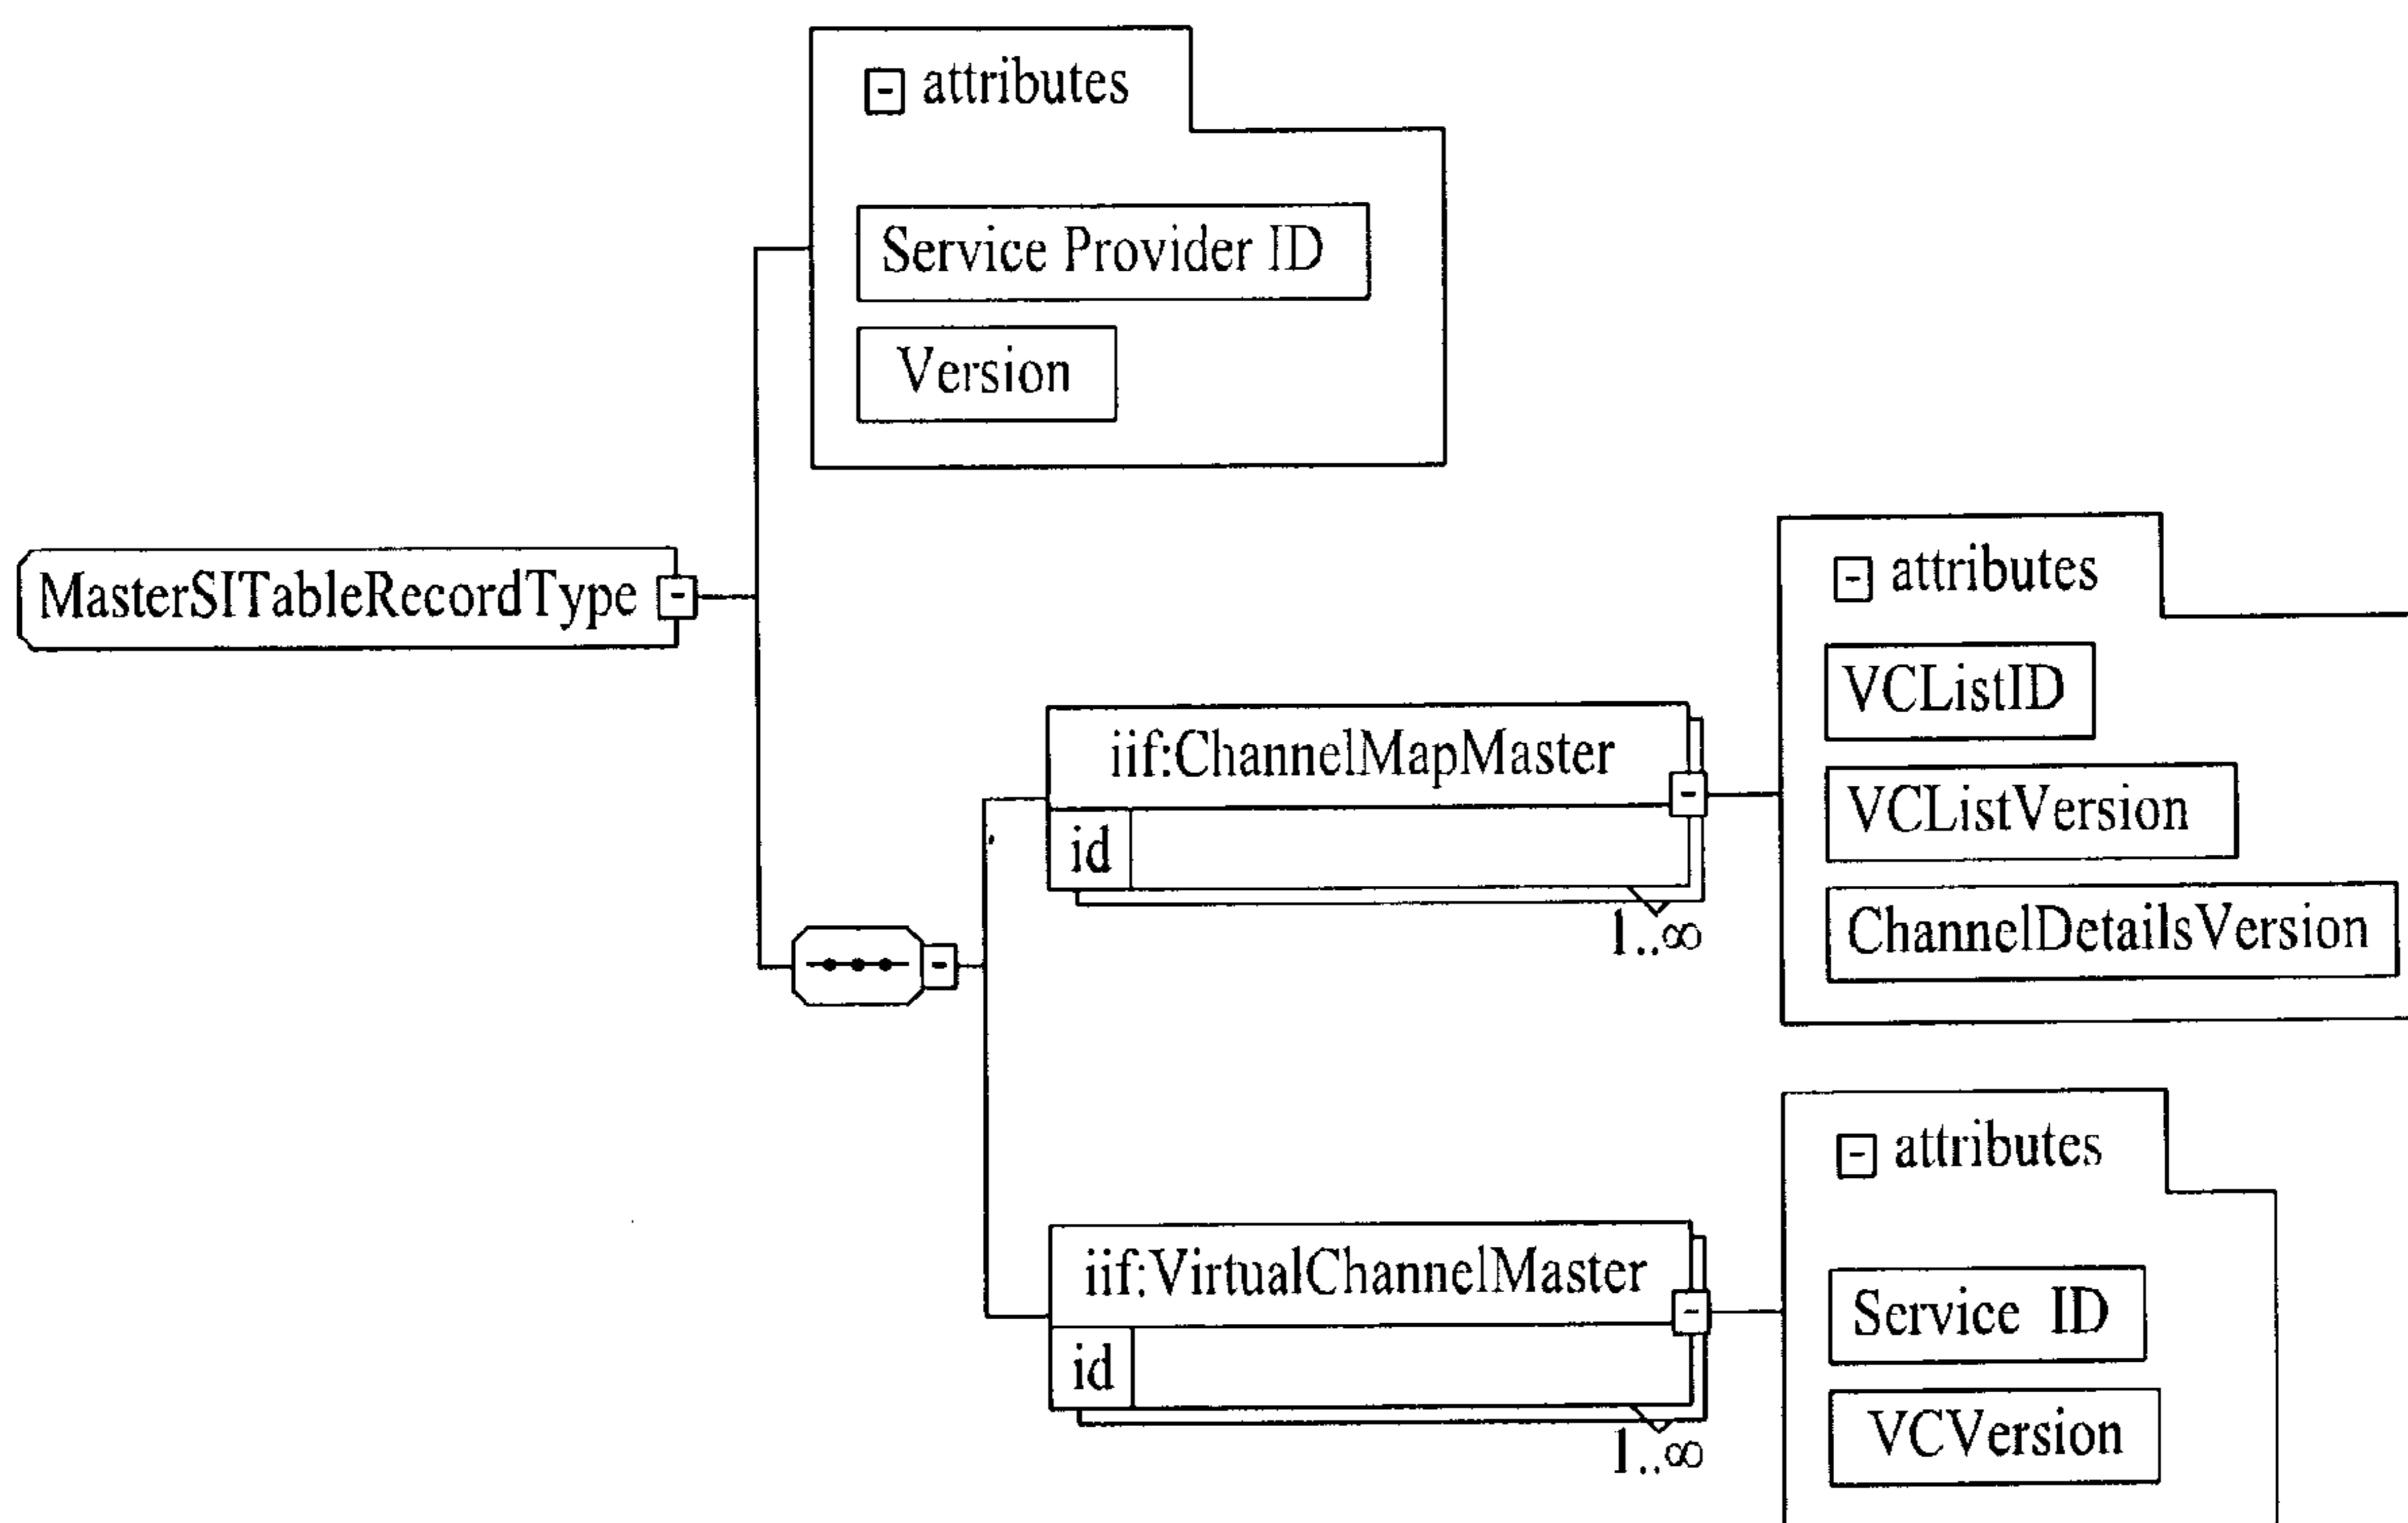 attributes
Service Provider ID
Version
MasterSITableRecordType
attributes
VCListID
VCListVersion
ChannelDetailsVersion
iif:ChannelMapMaster
id
1..∞
attributes
Service ID
VCVersion
iif:VirtualChannelMaster
id
1..∞